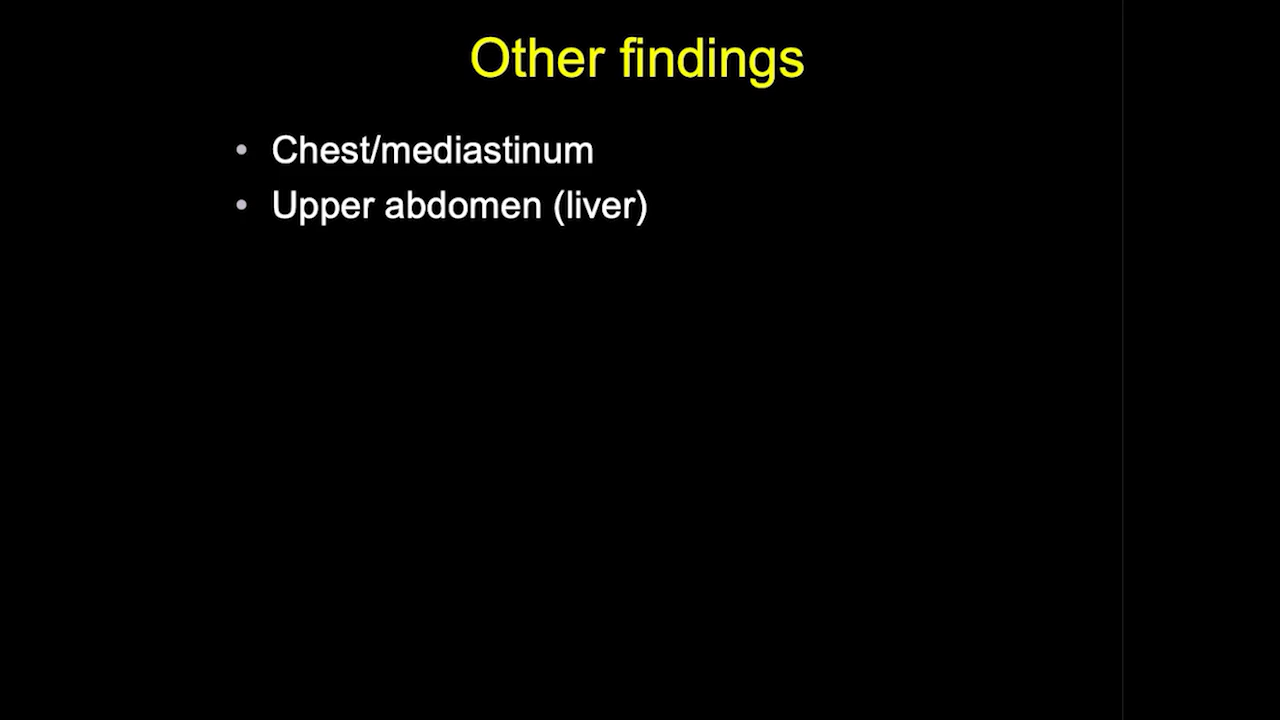 Other findings
• Chest/mediastinum
• Upper abdomen (liver)